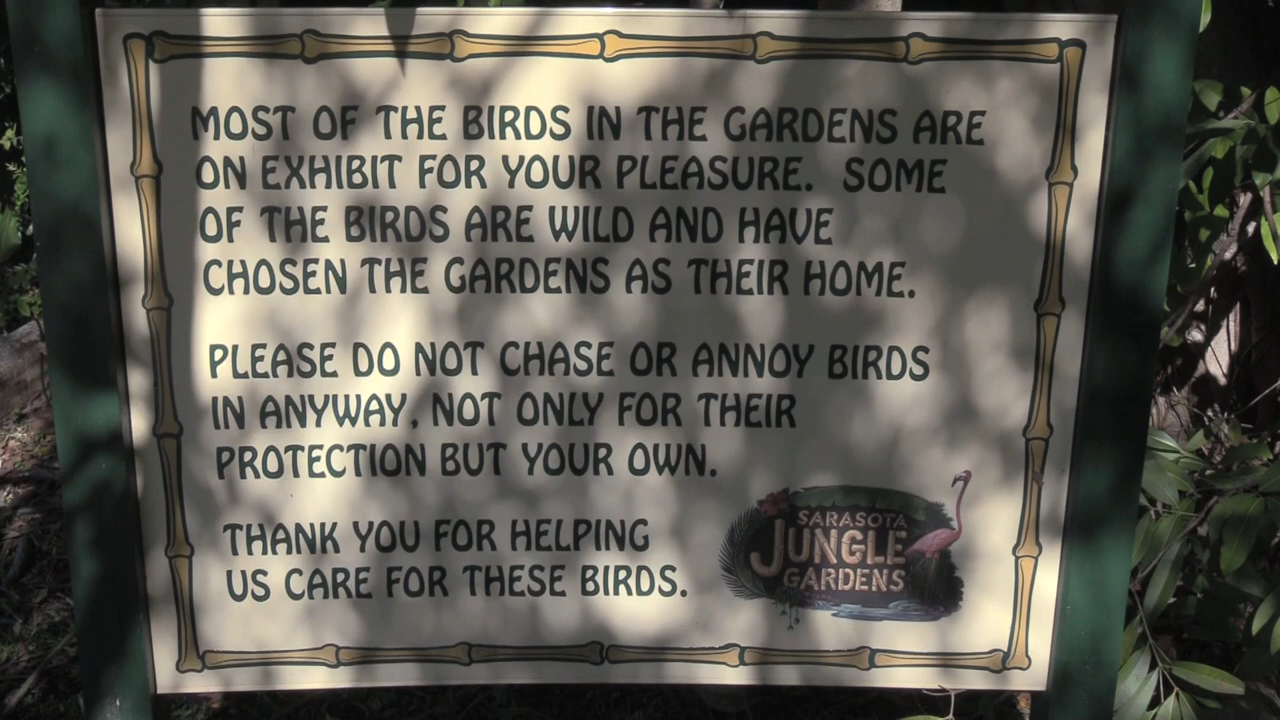 MOST OF THE BIRDS IN THE GARDENS ARE
ON EXHIBIT FOR YOUR PLEASURE. SOME
OF THE BIRDS ARE WILD AND HAVE
CHOSEN THE GARDENS AS THEIR HOME.
PLEASE DO NOT CHASE OR ANNOY BIRDS
IN ANYWAY, NOT ONLY FOR THEIR
PROTECTION BUT YOUR OWN.
THANK YOU FOR HELPING
US CARE FOR THESE BIRDS.
SARASOTA
JUNGLE
GARDENS